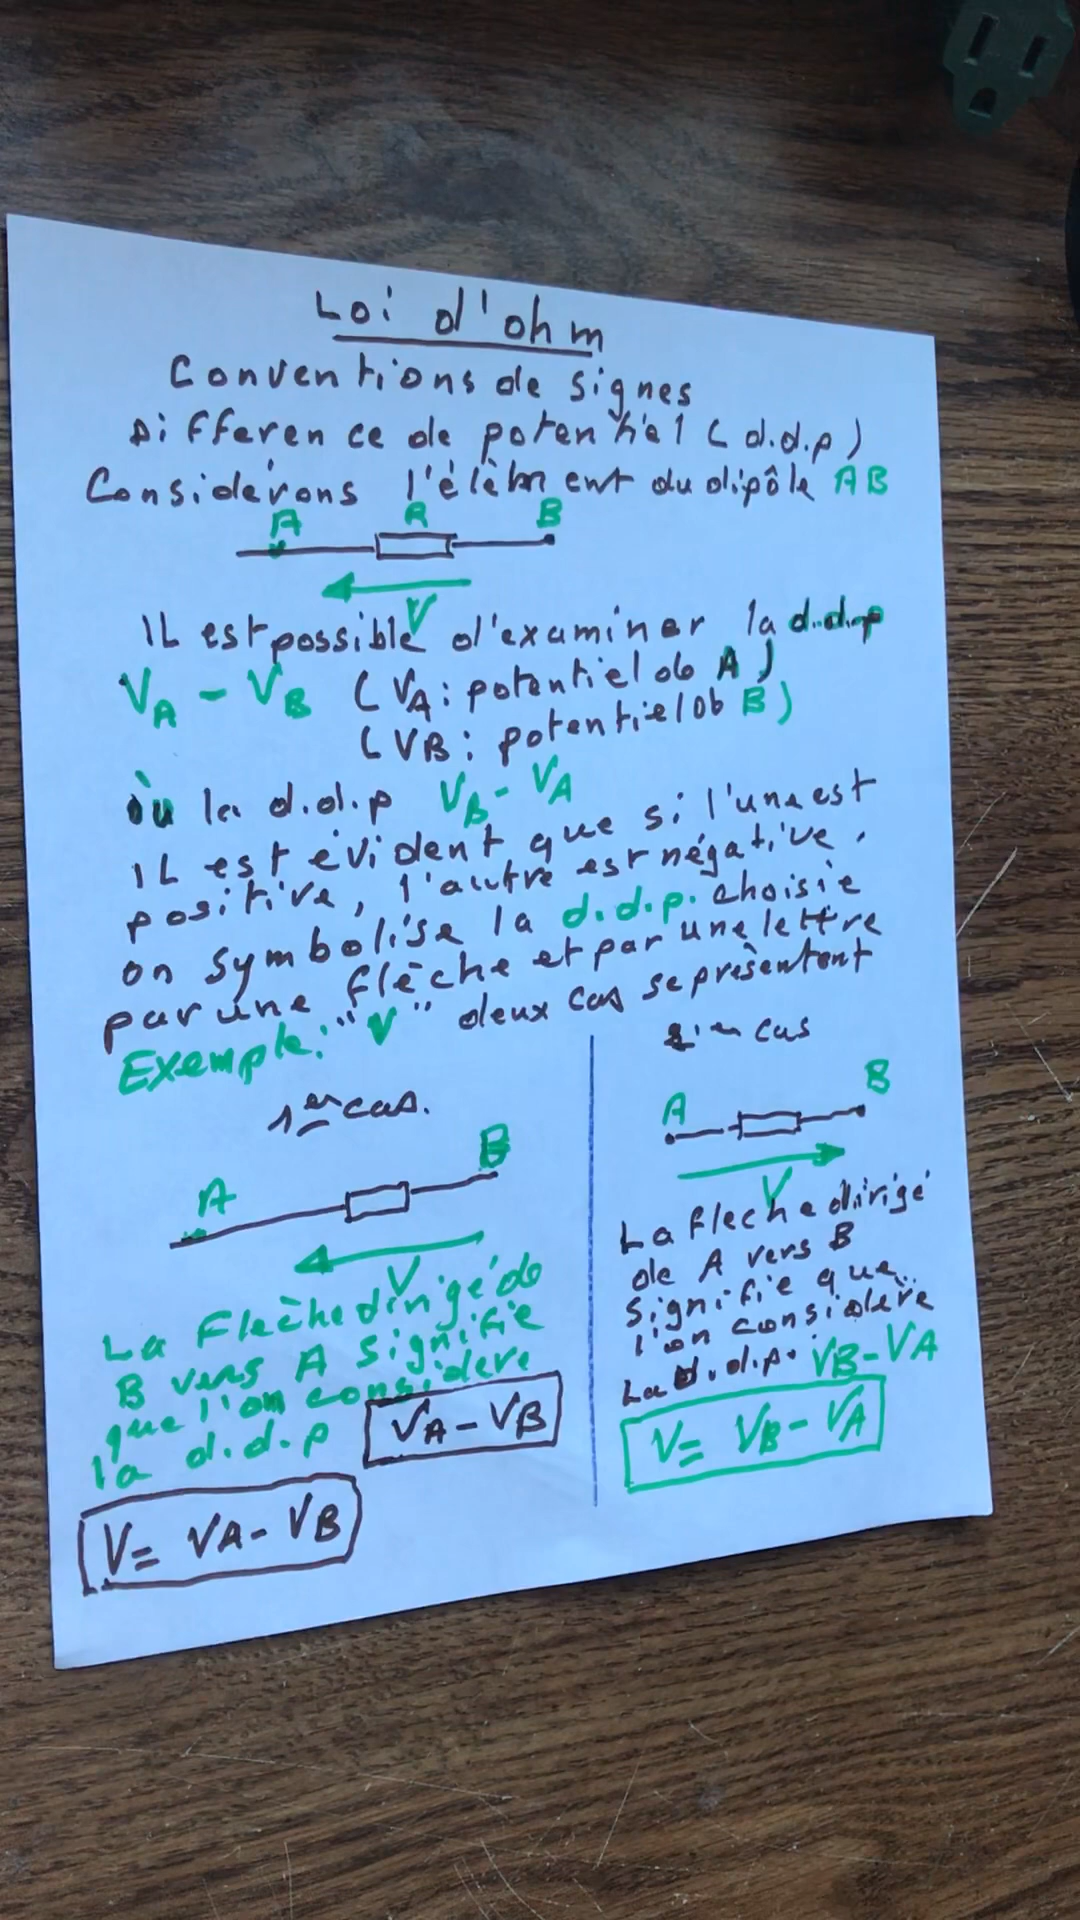 Loi d'ohm
Conventions de signes
Différence de potentiel (d.d.p)
Considérons l'élèment du dipôle AB
A R B
V
IL est possible d'examiner la d.d.p
VA - VB (VA : potentiel de A)
(VB : potentiel de B)
où la d.d.p VB - VA
IL est évident que si l'une est
positive, l'autre est négative.
on symbolise la d.d.p. choisie
par une flèche et par une lettre
Exemple: "V" deux cas se présentent
1er cas.
A B
V
La Flèche dirigé de
B vers A signifie
que l'on considère
la d.d.p VA - VB
V = VA - VB
cas
A B
V
La Fleche dirigé
de A vers B
signifie que
l'on considère
La d.d.p. VB - VA
V = VB - VA